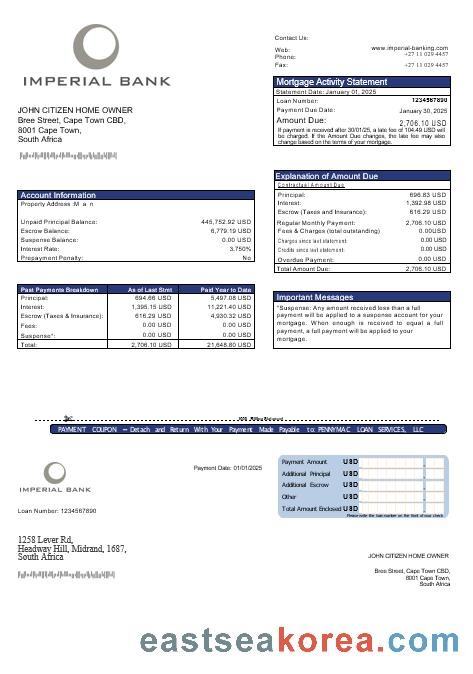 IMPERIAL BANK
Contact Us:
Web: www.imperial-banking.com
Phone: +27 11 029 4457
Fax: +27 11 029 4457
JOHN CITIZEN HOME OWNER
Bree Street, Cape Town CBD,
8001 Cape Town,
South Africa
Mortgage Activity Statement
Statement Date: January 01, 2025
Loan Number: 1234567890
Payment Due Date: January 30, 2025
Amount Due: 2,706.10 USD
If payment is received after 30/01/25, a late fee of 104.49 USD will
be charged. If the Amount Due changes, the late fee may also
change based on the terms of your mortgage.
Account Information
Property Address :M a n
Unpaid Principal Balance: 445,752.92 USD
Escrow Balance: 6,779.19 USD
Suspense Balance: 0.00 USD
Interest Rate: 3.750%
Prepayment Penalty: No
Explanation of Amount Due
Contractual Amount Due
Principal: 696.83 USD
Interest: 1,392.98 USD
Escrow (Taxes and Insurance): 616.29 USD
Regular Monthly Payment: 2,706.10 USD
Fees & Charges (total outstanding) 0.00USD
Charges since last statement: 0.00 USD
Credits since last statement: 0.00 USD
Overdue Payment: 0.00 USD
Total Amount Due: 2,706.10 USD
Past Payments Breakdown As of Last Stmt Paid Year to Date
Principal: 694.66 USD 5,497.08 USD
Interest: 1,395.15 USD 11,221.40 USD
Escrow (Taxes & Insurance): 616.29 USD 4,930.32 USD
Fees: 0.00 USD 0.00 USD
Suspense*: 0.00 USD 0.00 USD
Total: 2,706.10 USD 21,648.80 USD
Important Messages
*Suspense: Any amount received less than a full
payment will be applied to a suspense account for your
mortgage. When enough is received to equal a full
payment, a full payment will be applied to your
mortgage.
PAYMENT COUPON – Detach and Return With Your Payment Made Payable to: PENNYMAC LOAN SERVICES, LLC
IMPERIAL BANK
Payment Date: 01/01/2025
Loan Number: 1234567890
Payment Amount USD
Additional Principal USD
Additional Escrow USD
Other USD
Total Amount Enclosed USD
Please write the loan number on the front of your check
1258 Lever Rd,
Headway Hill, Midrand, 1687,
South Africa
JOHN CITIZEN HOME OWNER
Bree Street, Cape Town CBD,
8001 Cape Town,
South Africa
eastseakorea.com